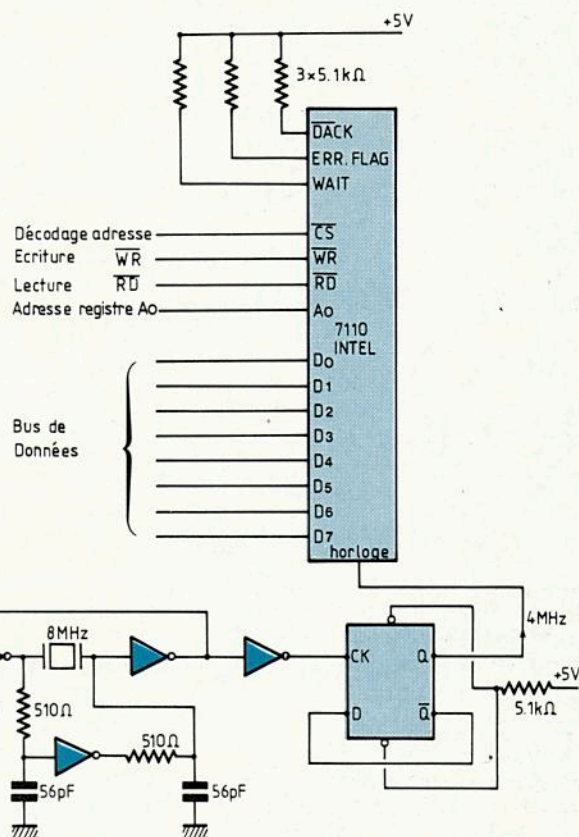 +5V
3×5.1kΩ
DACK
ERR. FLAG
WAIT
Décodage adresse
CS
Ecriture WR
WR
Lecture RD
RD
Adresse registre Ao
Ao
7110
INTEL
Do
D1
D2
Bus de
Données
D3
D4
D5
D6
D7
horloge
8MHz
4MHz
CK
Q
+5V
510Ω
D
Q
5.1kΩ
510Ω
56pF
56pF